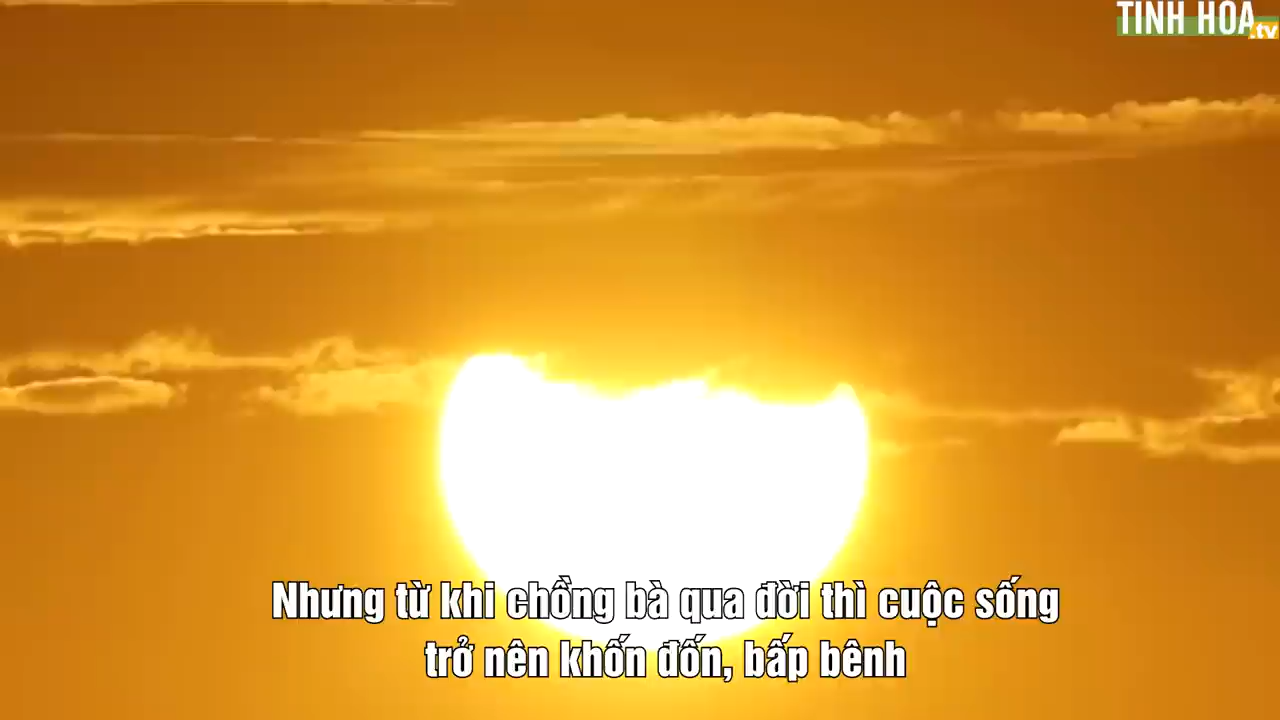 TINH HOA
.tv
Nhưng từ khi chồng bà qua đời thì cuộc sống
trở nên khốn đốn, bấp bênh